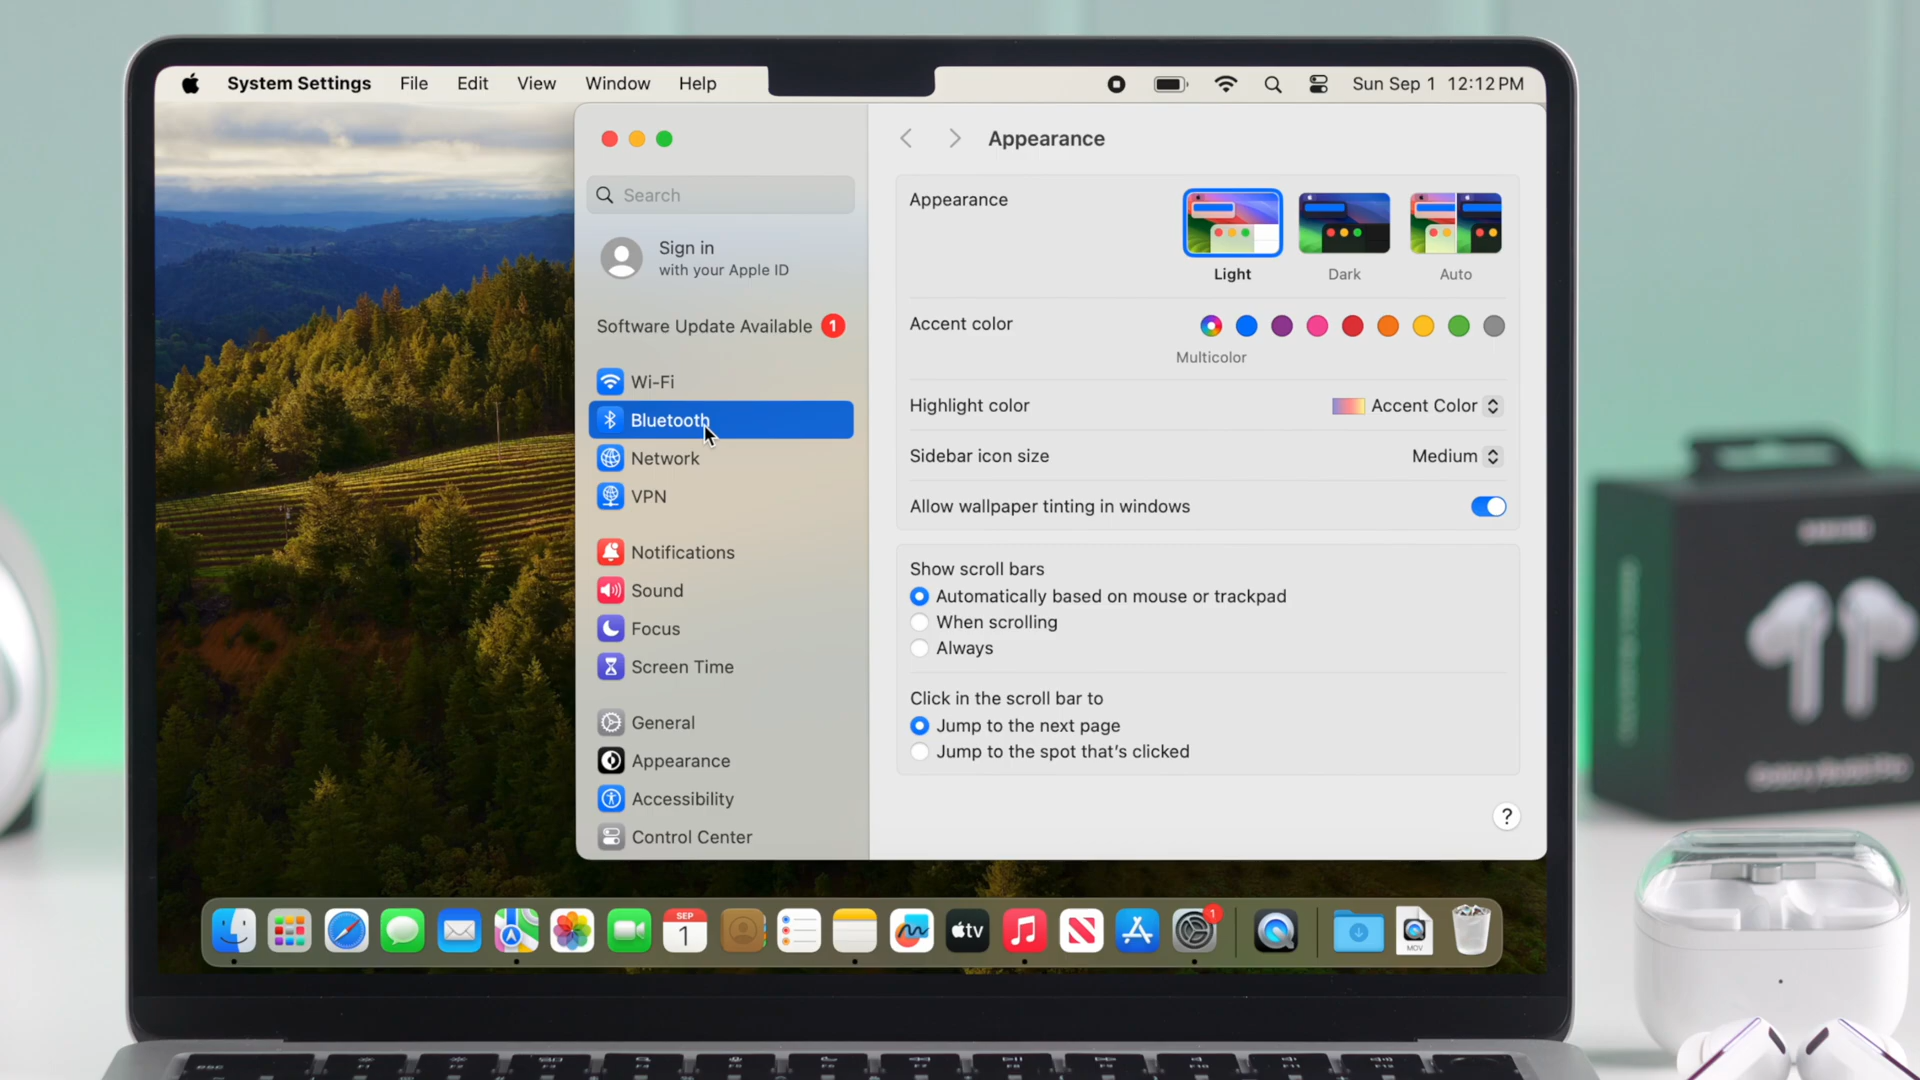 System Settings File Edit View Window Help Sun Sep 1 12:12 PM
Search
Sign in
with your Apple ID
Software Update Available 1
Wi-Fi
Bluetooth
Network
VPN
Notifications
Sound
Focus
Screen Time
General
Appearance
Accessibility
Control Center
Appearance
Appearance
Light Dark Auto
Accent color
Multicolor
Highlight color Accent Color
Sidebar icon size Medium
Allow wallpaper tinting in windows
Show scroll bars
Automatically based on mouse or trackpad
When scrolling
Always
Click in the scroll bar to
Jump to the next page
Jump to the spot that's clicked
?
SEP
1
tv
1
MOV
esc